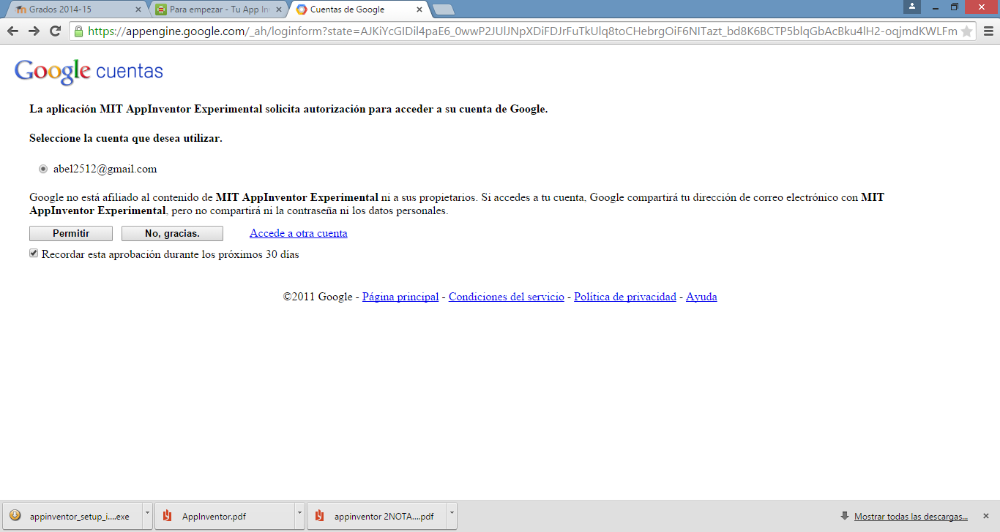 Grados 2014-15
Para empezar - Tu App In
Cuentas de Google
https://appengine.google.com/_ah/loginform?state=AJKiYcGIDil4paE6_0wwP2JUlJNpXDiFDJrFuTkUlq8toCHebrgOiF6NITazt_bd8K6BCTP5blqGbAcBku4lH2-oqjmdKWLFm
Google cuentas
La aplicación MIT AppInventor Experimental solicita autorización para acceder a su cuenta de Google.
Seleccione la cuenta que desea utilizar.
abel2512@gmail.com
Google no está afiliado al contenido de MIT AppInventor Experimental ni a sus propietarios. Si accedes a tu cuenta, Google compartirá tu dirección de correo electrónico con MIT
AppInventor Experimental, pero no compartirá ni la contraseña ni los datos personales.
Permitir
No, gracias.
Accede a otra cuenta
Recordar esta aprobación durante los próximos 30 días
©2011 Google - Página principal - Condiciones del servicio - Política de privacidad - Ayuda
appinventor_setup_i....exe
AppInventor.pdf
appinventor 2NOTA....pdf
Mostrar todas las descargas...